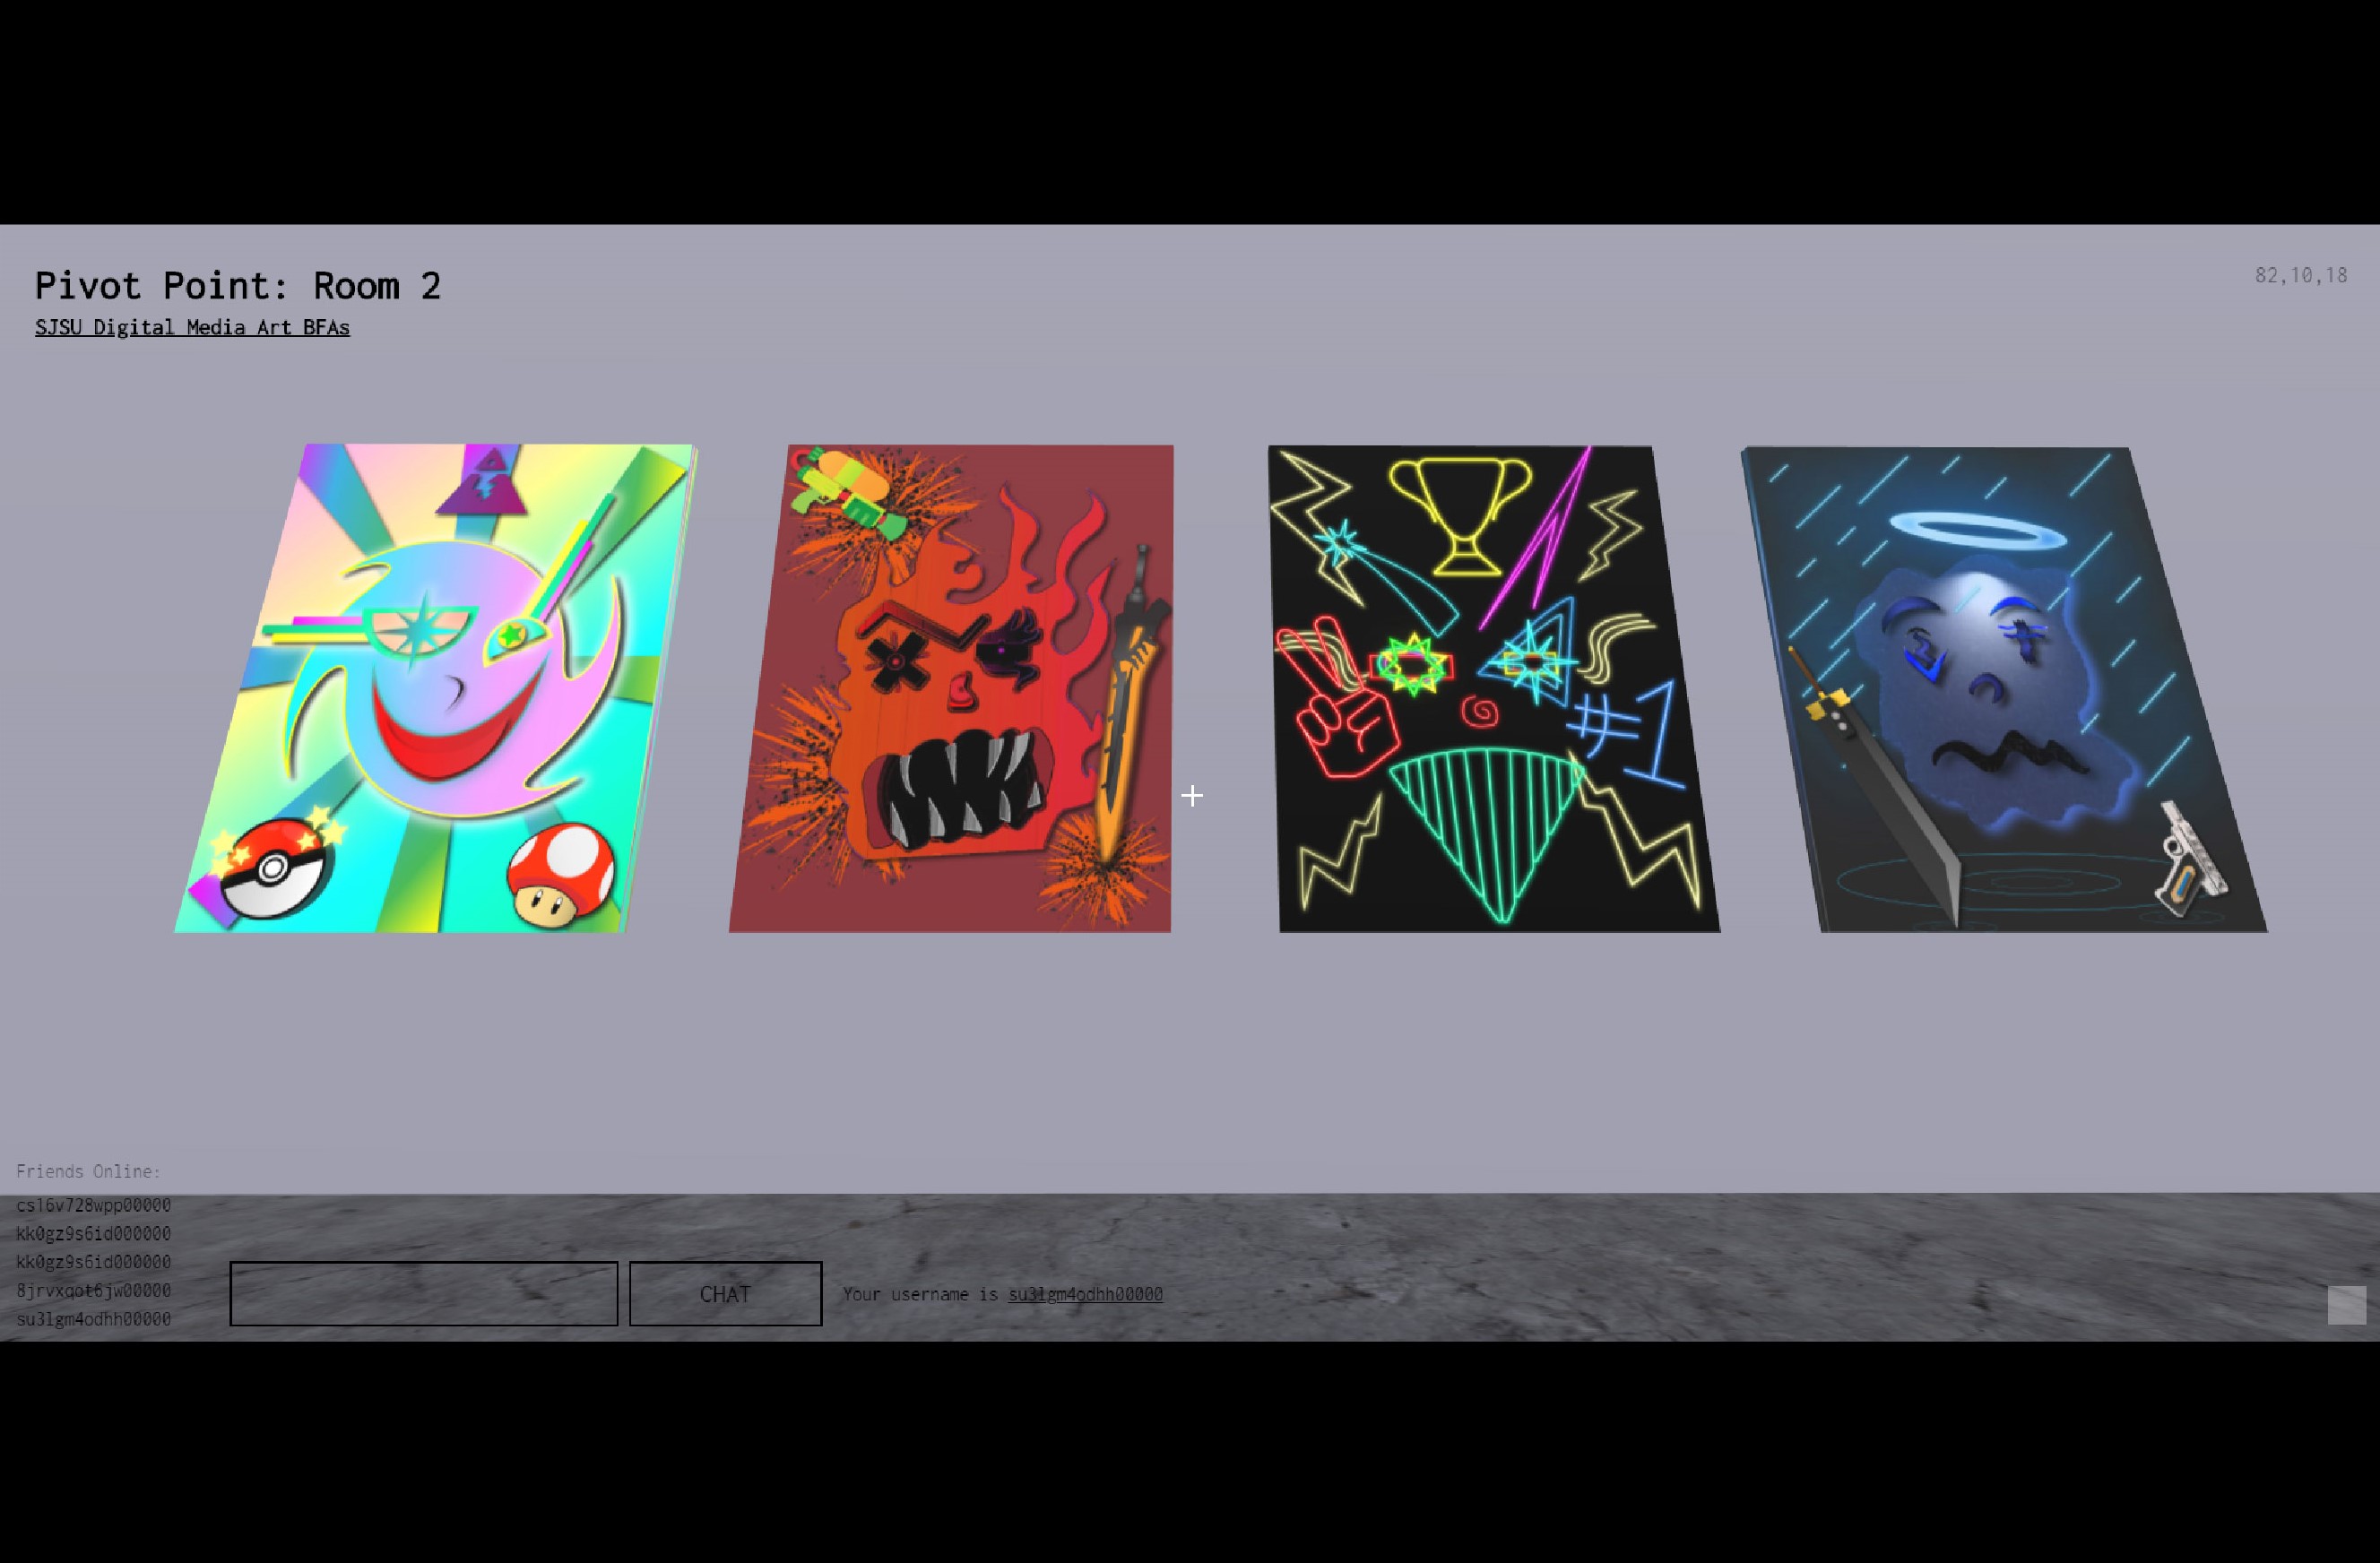 Pivot Point: Room 2
82,10,18
SJSU Digital Media Art BFAs
#1
Friends Online:
csl6v728wpp00000
kk0gz9s6id000000
kk0gz9s6id000000
8jrvxqot6jw00000
su3lgm4odhh00000
CHAT
Your username is su3lgm4odhh00000